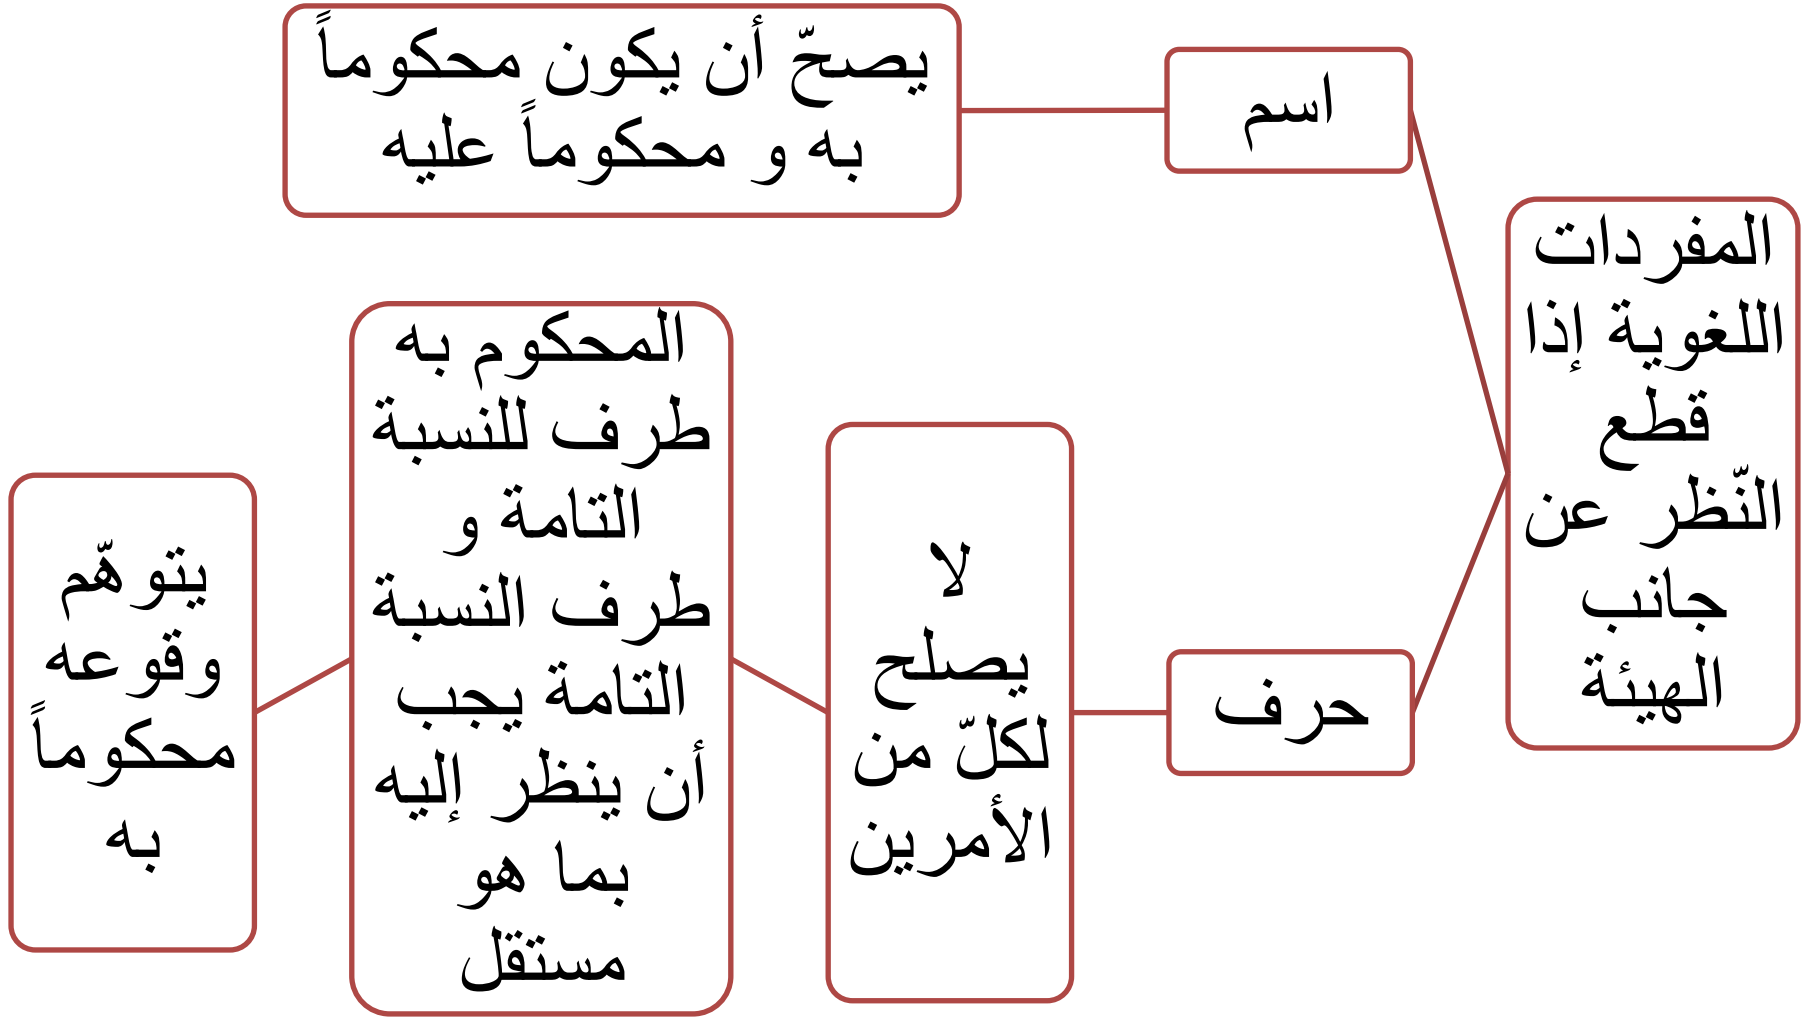 المفردات
اللغوية إذا
قطع
النّظر عن
جانب
الهيئة
اسم
يصحّ أن يكون محكوماً
به و محكوماً عليه
حرف
لا
يصلح
لكلّ من
الأمرين
المحكوم به
طرف للنسبة
التامة و
طرف النسبة
التامة يجب
أن ينظر إليه
بما هو
مستقل
يتوهّم
وقوعه
محكوماً
به